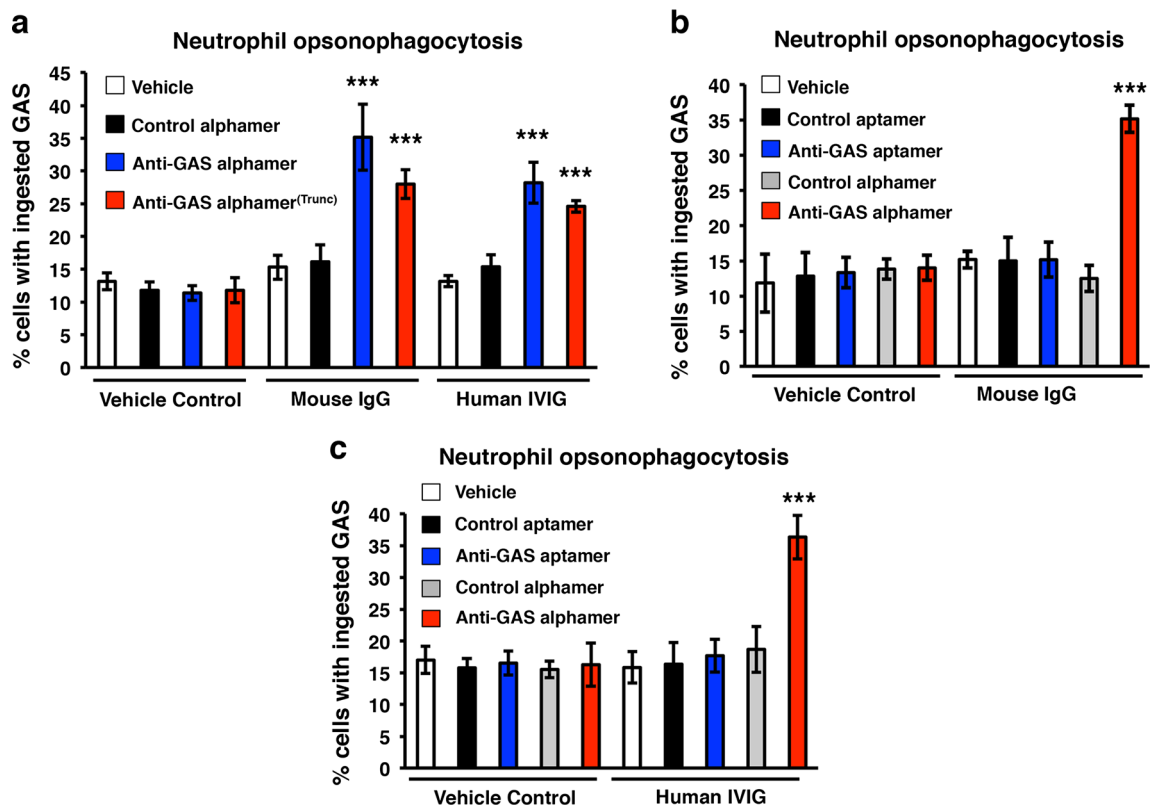 a
Neutrophil opsonophagocytosis
% cells with ingested GAS
45
40
35
30
25
20
15
10
5
0
Vehicle
Control alphamer
Anti-GAS alphamer
Anti-GAS alphamer(Trunc)
*** *** *** ***
Vehicle Control Mouse IgG Human IVIG
b
Neutrophil opsonophagocytosis
% cells with ingested GAS
40
35
30
25
20
15
10
5
0
Vehicle
Control aptamer
Anti-GAS aptamer
Control alphamer
Anti-GAS alphamer
***
Vehicle Control Mouse IgG
c
Neutrophil opsonophagocytosis
% cells with ingested GAS
40
35
30
25
20
15
10
5
0
Vehicle
Control aptamer
Anti-GAS aptamer
Control alphamer
Anti-GAS alphamer
***
Vehicle Control Human IVIG